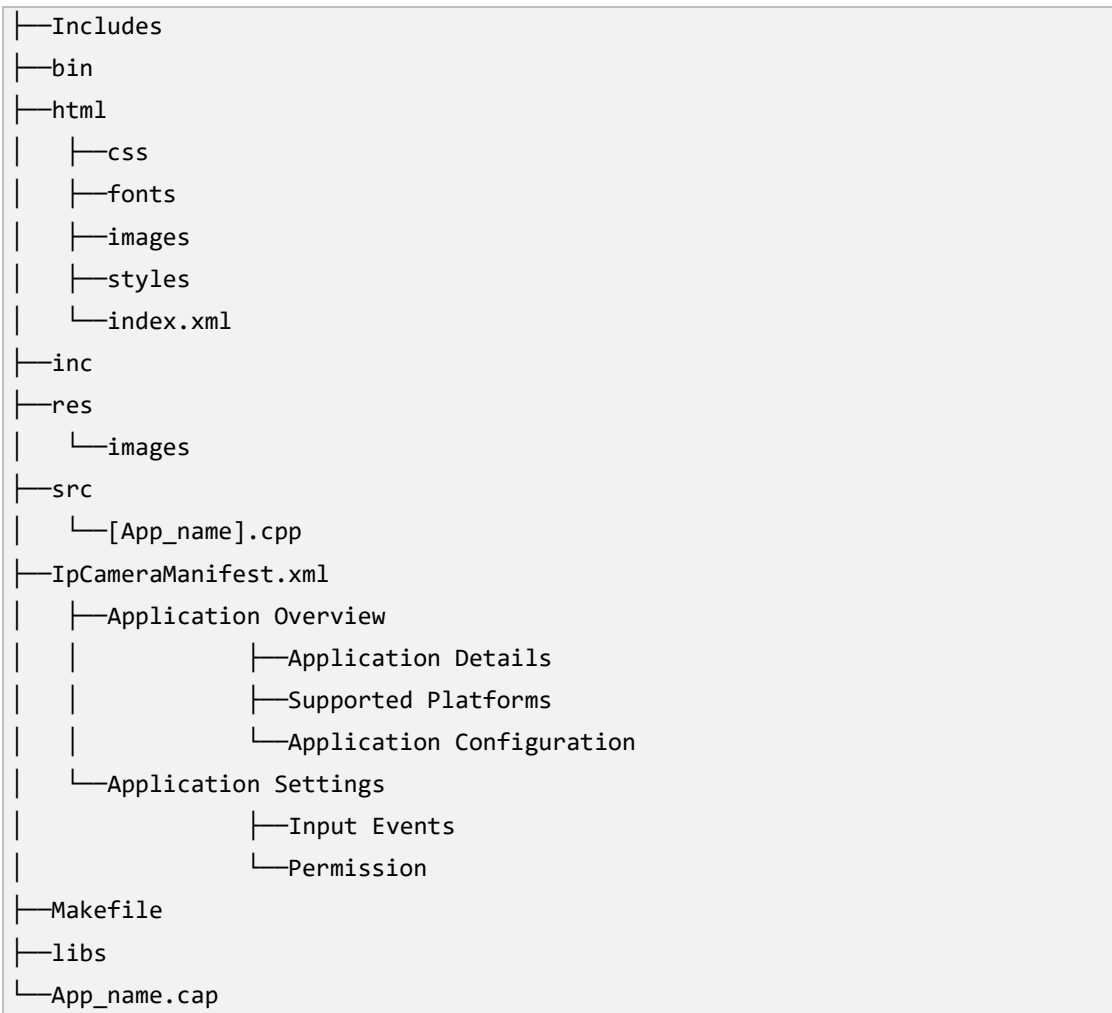 ├──Includes
├──bin
├──html
│   ├──css
│   ├──fonts
│   ├──images
│   ├──styles
│   └──index.xml
├──inc
├──res
│   └──images
├──src
│   └──[App_name].cpp
├──IpCameraManifest.xml
│   ├──Application Overview
│   │            ├──Application Details
│   │            ├──Supported Platforms
│   │            └──Application Configuration
│   └──Application Settings
│                ├──Input Events
│                └──Permission
├──Makefile
├──libs
└──App_name.cap